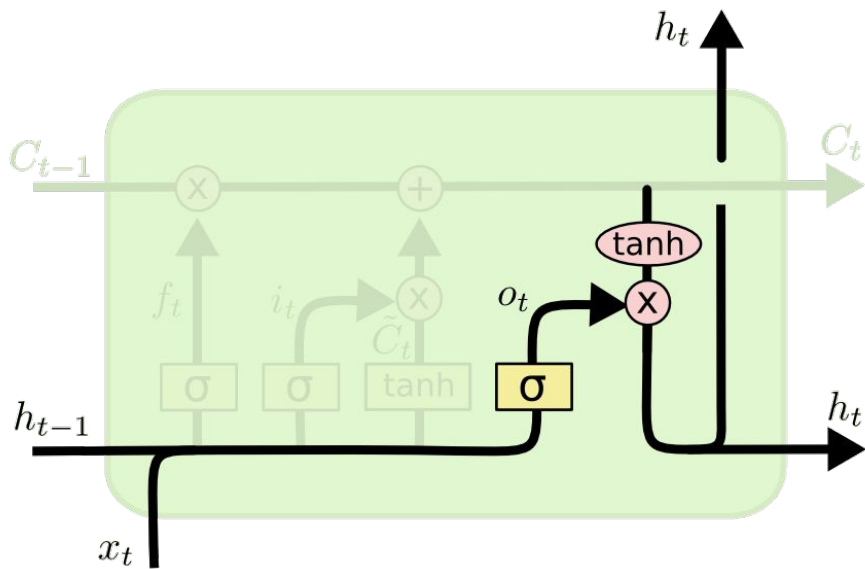 h_t
C_{t-1}
C_t
x
+
tanh
f_t
i_t
x
o_t
x
C̃_t
σ
σ
tanh
σ
h_{t-1}
h_t
x_t